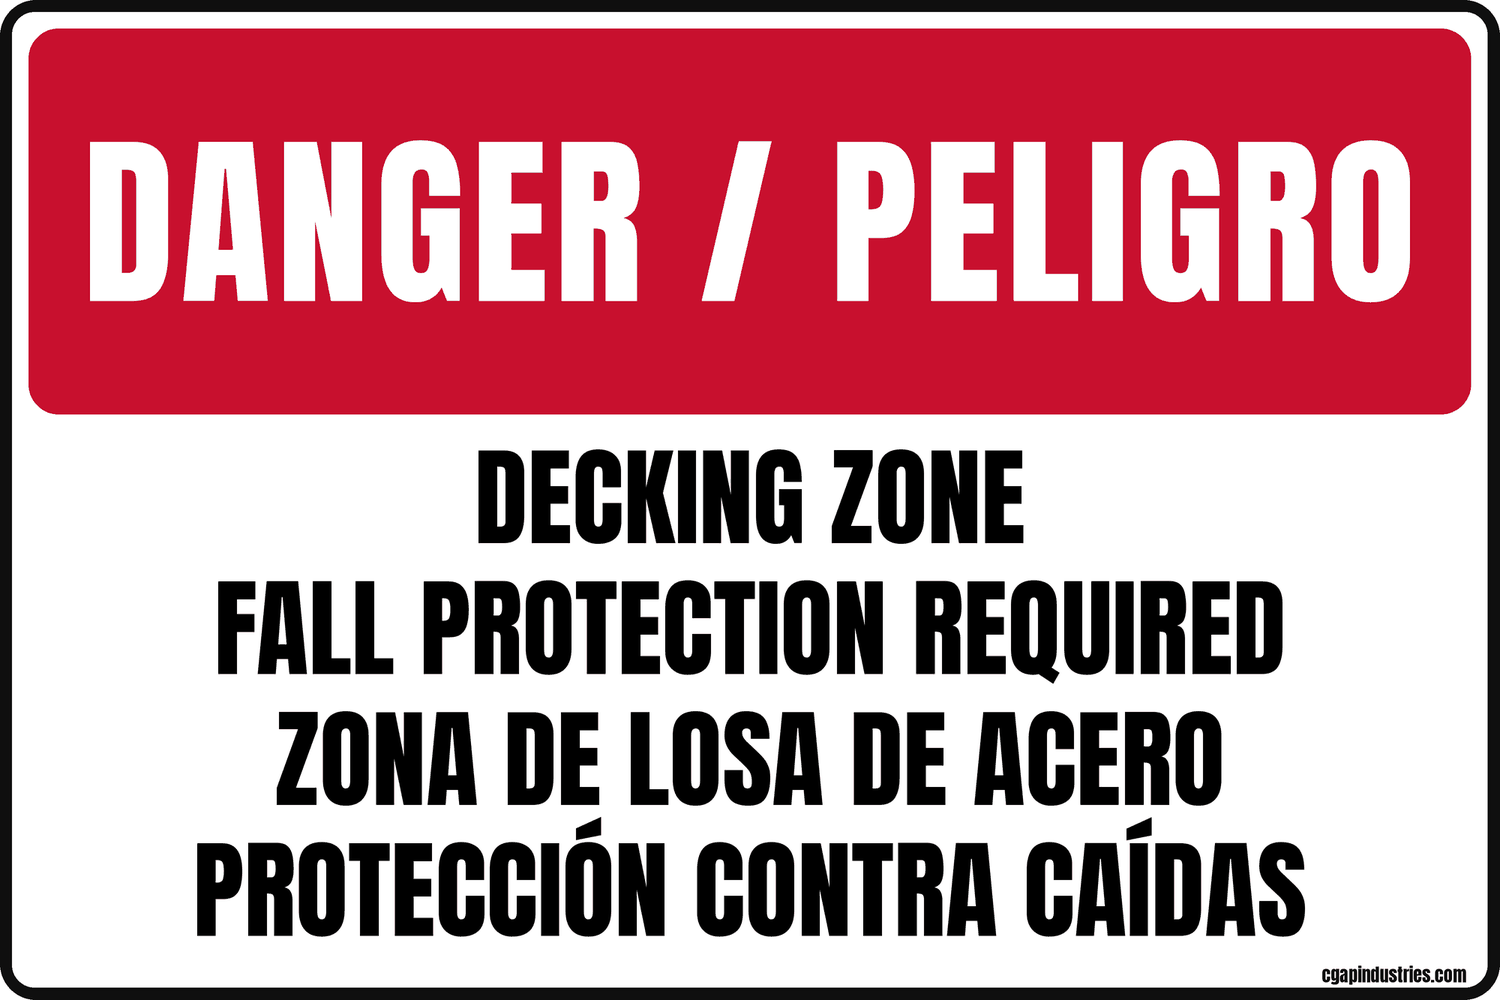 DANGER / PELIGRO
DECKING ZONE
FALL PROTECTION REQUIRED
ZONA DE LOSA DE ACERO
PROTECCIÓN CONTRA CAÍDAS
cgapindustries.com